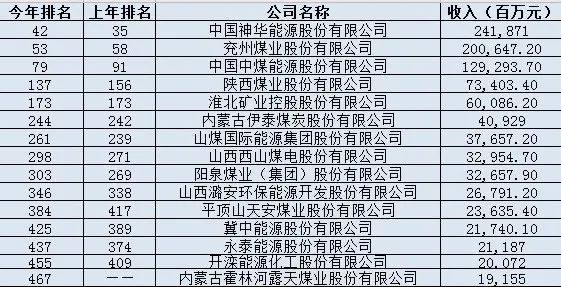 今年排名 上年排名 公司名称 收入（百万元）
42 35 中国神华能源股份有限公司 241,871
53 58 兖州煤业股份有限公司 200,647.20
79 91 中国中煤能源股份有限公司 129,293.70
137 156 陕西煤业股份有限公司 73,403.40
173 173 淮北矿业控股股份有限公司 60,086.20
244 242 内蒙古伊泰煤炭股份有限公司 40,929
261 239 山煤国际能源集团股份有限公司 37,657.20
298 271 山西西山煤电股份有限公司 32,954.70
303 269 阳泉煤业（集团）股份有限公司 32,657.90
346 338 山西潞安环保能源开发股份有限公司 26,791.20
384 417 平顶山天安煤业股份有限公司 23,635.40
425 389 冀中能源股份有限公司 21,740.10
437 374 永泰能源股份有限公司 21,187
455 409 开滦能源化工股份有限公司 20.072
467 —— 内蒙古霍林河露天煤业股份有限公司 19,155